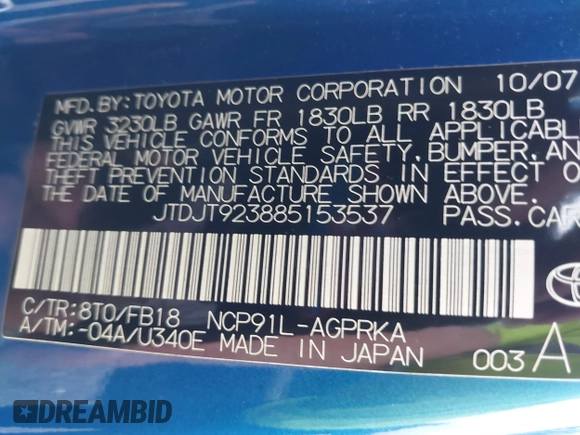 MFD.BY:TOYOTA MOTOR CORPORATION 10/07
GVWR 3230LB GAWR FR 1830LB RR 1830LB
THIS VEHICLE CONFORMS TO ALL APPLICABL
FEDERAL MOTOR VEHICLE SAFETY, BUMPER, AN
THEFT PREVENTION STANDARDS IN EFFECT O
THE DATE OF MANUFACTURE SHOWN ABOVE.
JTDJT923885153537 PASS.CAR
C/TR:8T0/FB18 NCP91L-AGPRKA
A/TM:-04A/U340E MADE IN JAPAN 003 A
DREAMBID